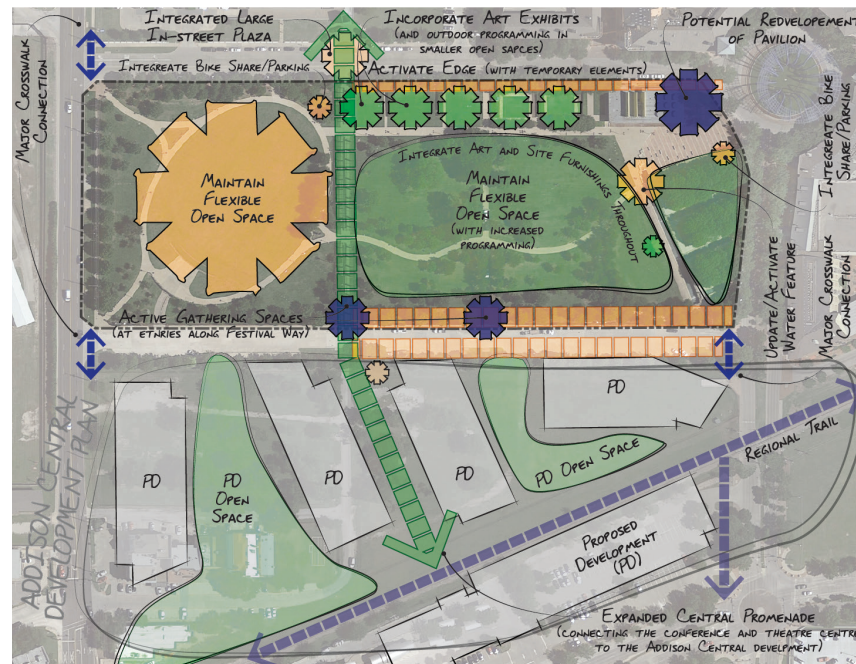 Integrated Large
In-street Plaza
Incorporate Art Exhibits
(and outdoor programming in
smaller open sapces)
Potential Redevelopement
of Pavilion
Major Crosswalk
Connection
Integreate Bike Share/Parking
Activate Edge (with temporary elements)
Integreate Bike
Share/Parking
Integrate Art and Site Furnishings Throughout
Maintain
Flexible
Open Space
Maintain
Flexible
Open Space
(with increased
programming)
Update/Activate
Water Feature
Active Gathering Spaces
(at etnries along Festival Way)
Major Crosswalk
Connection
Addison Central
Development Plan
PD
PD
PD
PD
PD
Open
Space
PD Open Space
Regional Trail
Proposed
Development
(PD)
Expanded Central Promenade
(connecting the conference and theatre centre
to the Addison Central develpment)